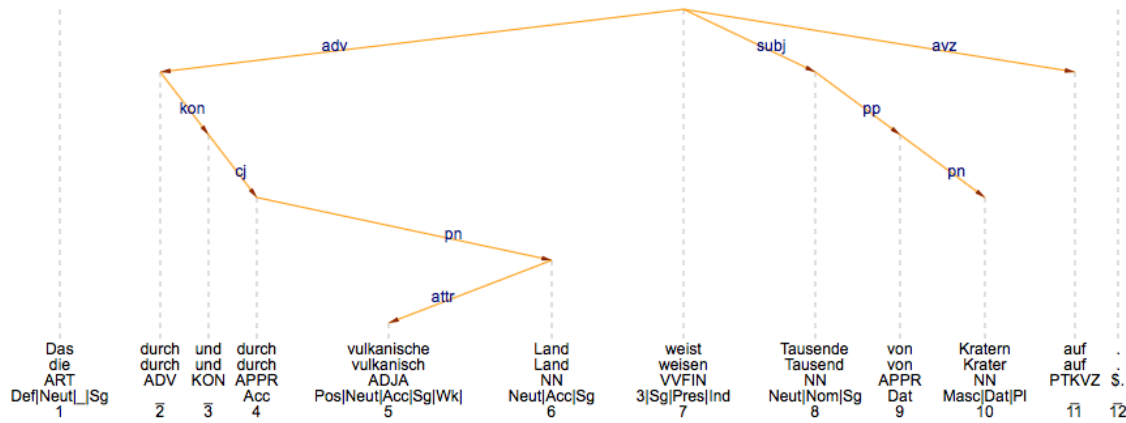 adv subj avz
kon pp
cj pn
pn
attr
Das durch und durch vulkanische Land weist Tausende von Kratern auf .
die durch und durch vulkanisch Land weisen Tausend von Krater auf .
ART ADV KON APPR ADJA NN VVFIN NN APPR NN PTKVZ $.
Def|Neut|_|Sg _ _ Acc Pos|Neut|Acc|Sg|Wk| Neut|Acc|Sg 3|Sg|Pres|Ind Neut|Nom|Sg Dat Masc|Dat|Pl _ _
1 2 3 4 5 6 7 8 9 10 11 12